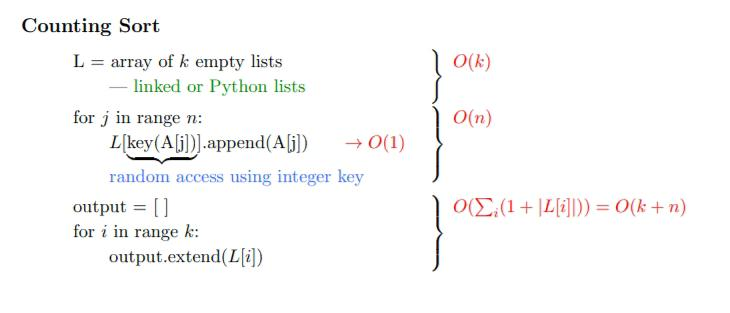 Counting Sort
L = array of k empty lists
— linked or Python lists
O(k)
for j in range n:
L[key(A[j])].append(A[j]) → O(1)
random access using integer key
O(n)
output = [ ]
for i in range k:
output.extend(L[i])
O(∑ᵢ(1 + |L[i]|)) = O(k + n)